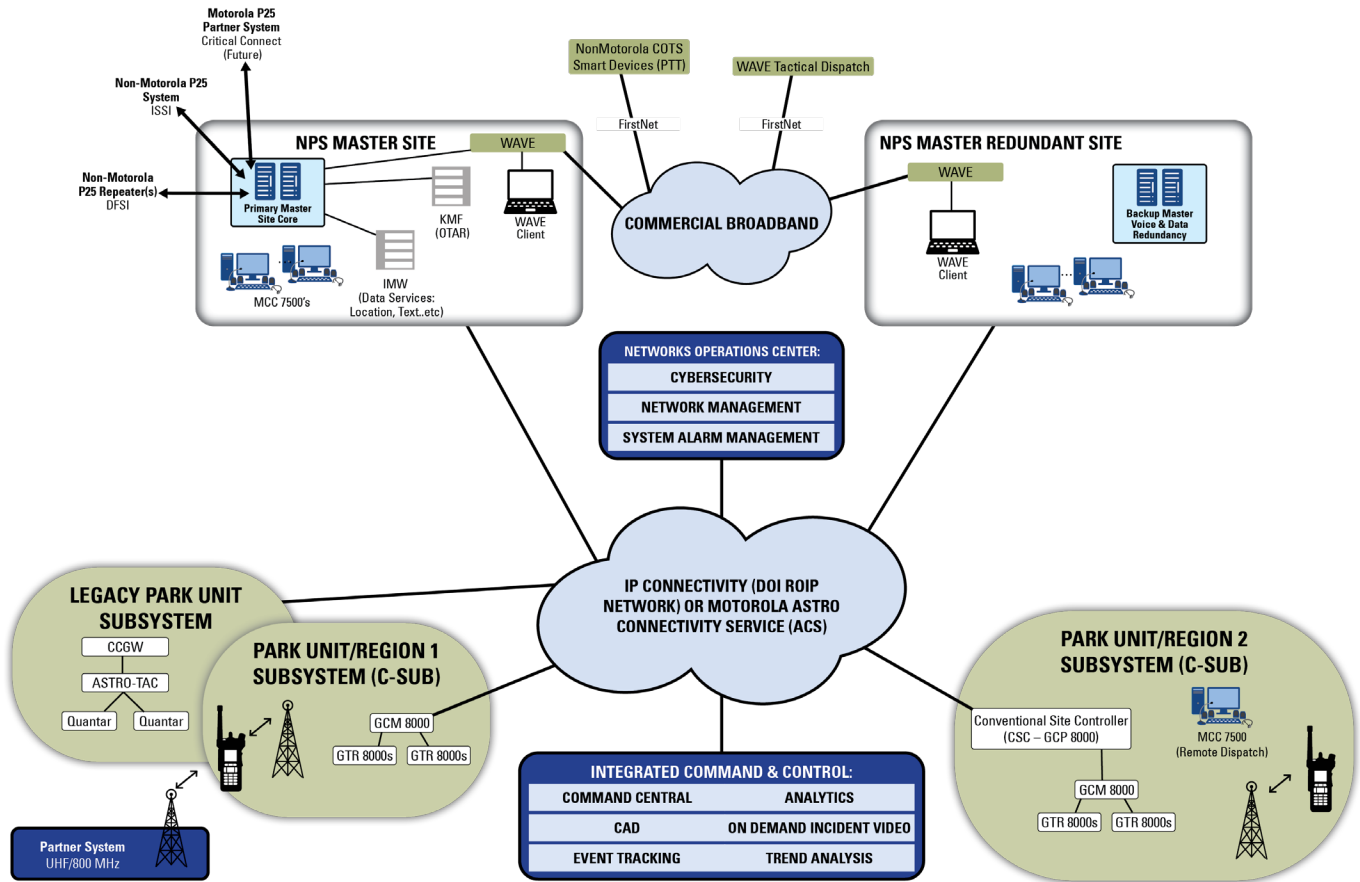 Motorola P25
Partner System
Critical Connect
(Future)
Non-Motorola P25
System
ISSI
Non-Motorola
P25 Repeater(s)
DFSI
NonMotorola COTS
Smart Devices (PTT)
WAVE Tactical Dispatch
FirstNet
FirstNet
NPS MASTER SITE
WAVE
Primary Master
Site Core
KMF
(OTAR)
WAVE
Client
MCC 7500's
IMW
(Data Services:
Location, Text..etc)
COMMERCIAL BROADBAND
NPS MASTER REDUNDANT SITE
WAVE
WAVE
Client
Backup Master
Voice & Data
Redundancy
NETWORKS OPERATIONS CENTER:
CYBERSECURITY
NETWORK MANAGEMENT
SYSTEM ALARM MANAGEMENT
IP CONNECTIVITY (DOI ROIP
NETWORK) OR MOTOROLA ASTRO
CONNECTIVITY SERVICE (ACS)
LEGACY PARK UNIT
SUBSYSTEM
CCGW
ASTRO-TAC
Quantar
Quantar
PARK UNIT/REGION 1
SUBSYSTEM (C-SUB)
GCM 8000
GTR 8000s
GTR 8000s
Partner System
UHF/800 MHz
INTEGRATED COMMAND & CONTROL:
COMMAND CENTRAL
ANALYTICS
CAD
ON DEMAND INCIDENT VIDEO
EVENT TRACKING
TREND ANALYSIS
PARK UNIT/REGION 2
SUBSYSTEM (C-SUB)
Conventional Site Controller
(CSC – GCP 8000)
MCC 7500
(Remote Dispatch)
GCM 8000
GTR 8000s
GTR 8000s